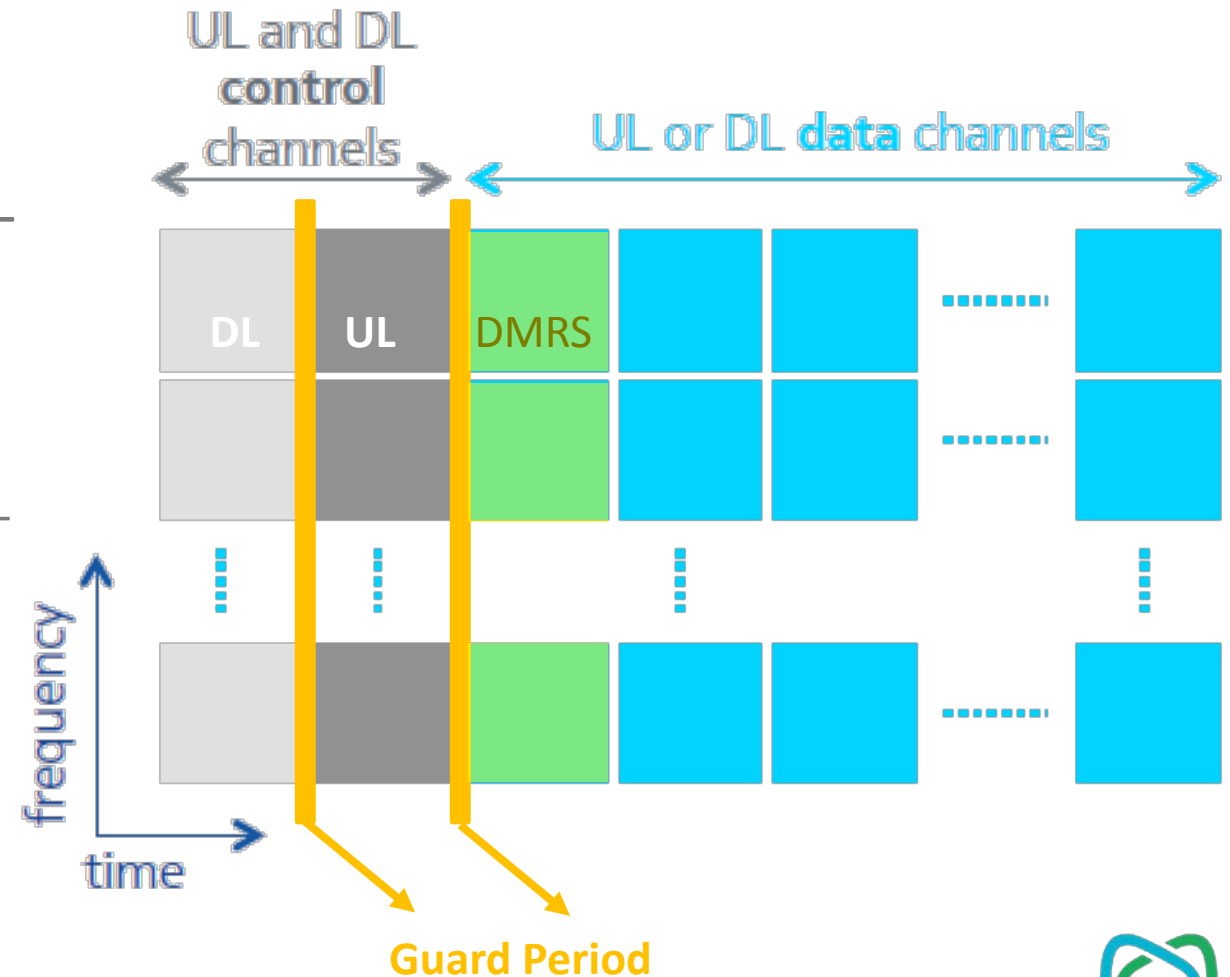 UL and DL
control
channels
UL or DL data channels
DL
UL
DMRS
frequency
time
Guard Period